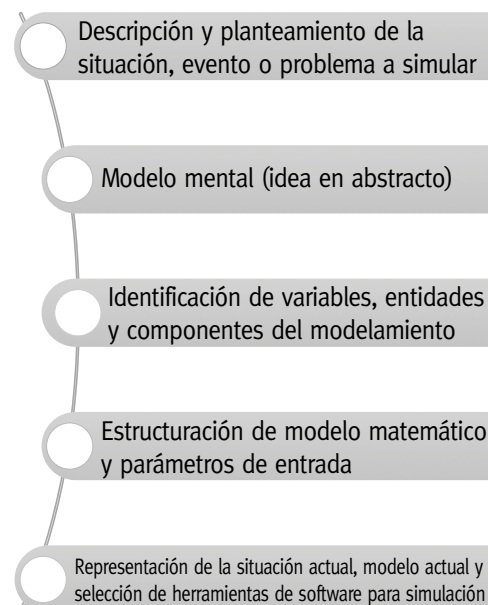 Descripción y planteamiento de la
situación, evento o problema a simular
Modelo mental (idea en abstracto)
Identificación de variables, entidades
y componentes del modelamiento
Estructuración de modelo matemático
y parámetros de entrada
Representación de la situación actual, modelo actual y
selección de herramientas de software para simulación